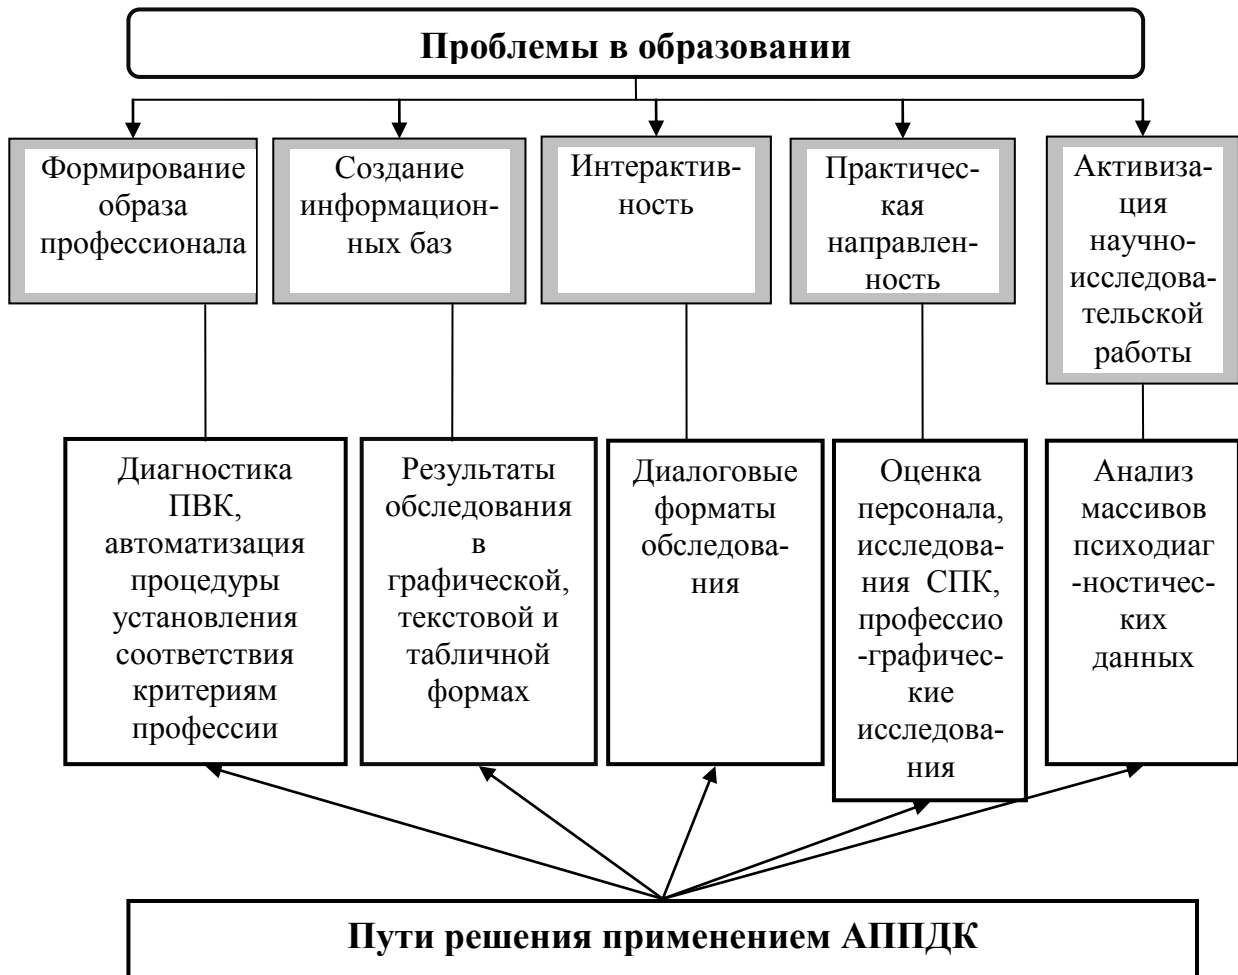 Проблемы в образовании
Формирование
образа
профессионала
Создание
информацион-
ных баз
Интерактив-
ность
Практичес-
кая
направлен-
ность
Активиза-
ция
научно-
исследова-
тельской
работы
Диагностика
ПВК,
автоматизация
процедуры
установления
соответствия
критериям
профессии
Результаты
обследования
в
графической,
текстовой и
табличной
формах
Диалоговые
форматы
обследова-
ния
Оценка
персонала,
исследова-
ния СПК,
профессио
-графичес-
кие
исследова-
ния
Анализ
массивов
психодиаг
-ностичес-
ких
данных
Пути решения применением АППДК